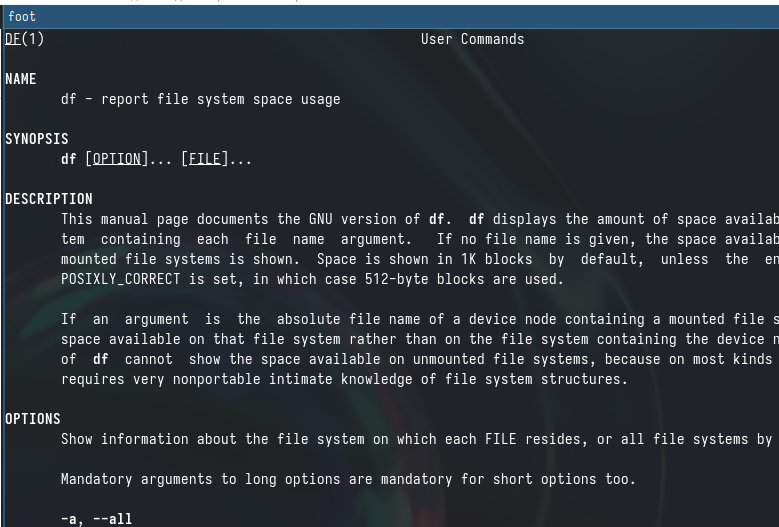 foot
DF(1) User Commands
NAME
df - report file system space usage
SYNOPSIS
df [OPTION]... [FILE]...
DESCRIPTION
This manual page documents the GNU version of df. df displays the amount of space availab
tem containing each file name argument. If no file name is given, the space availab
mounted file systems is shown. Space is shown in 1K blocks by default, unless the en
POSIXLY_CORRECT is set, in which case 512-byte blocks are used.
If an argument is the absolute file name of a device node containing a mounted file s
space available on that file system rather than on the file system containing the device n
of df cannot show the space available on unmounted file systems, because on most kinds
requires very nonportable intimate knowledge of file system structures.
OPTIONS
Show information about the file system on which each FILE resides, or all file systems by
Mandatory arguments to long options are mandatory for short options too.
-a, --all